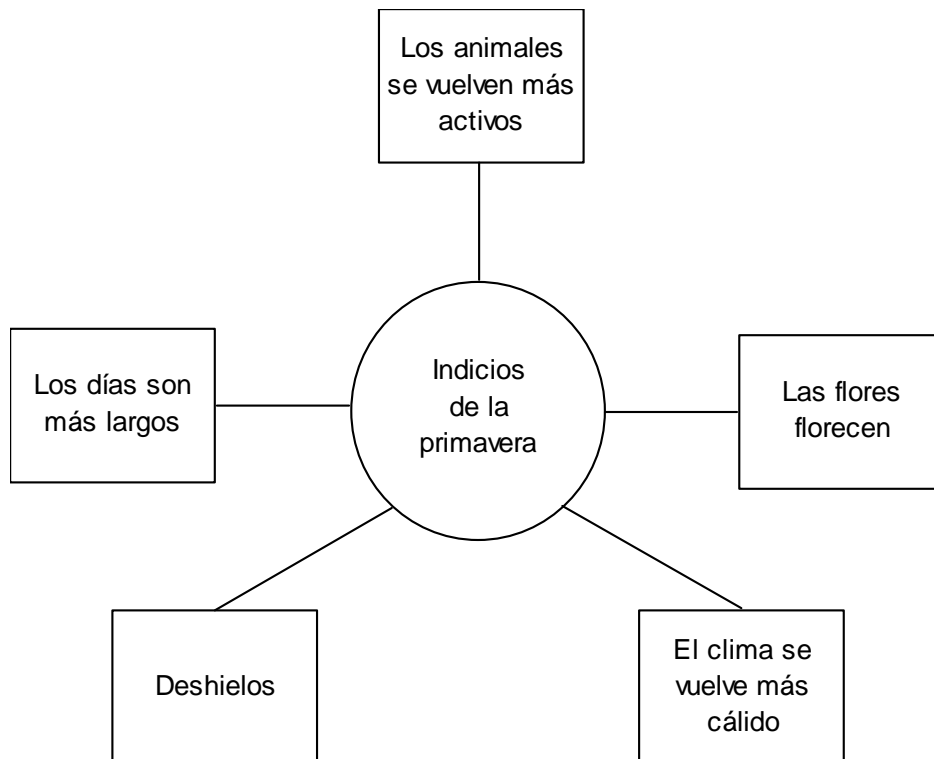 Los animales
se vuelven más
activos
Los días son
más largos
Indicios
de la
primavera
Las flores
florecen
Deshielos
El clima se
vuelve más
cálido